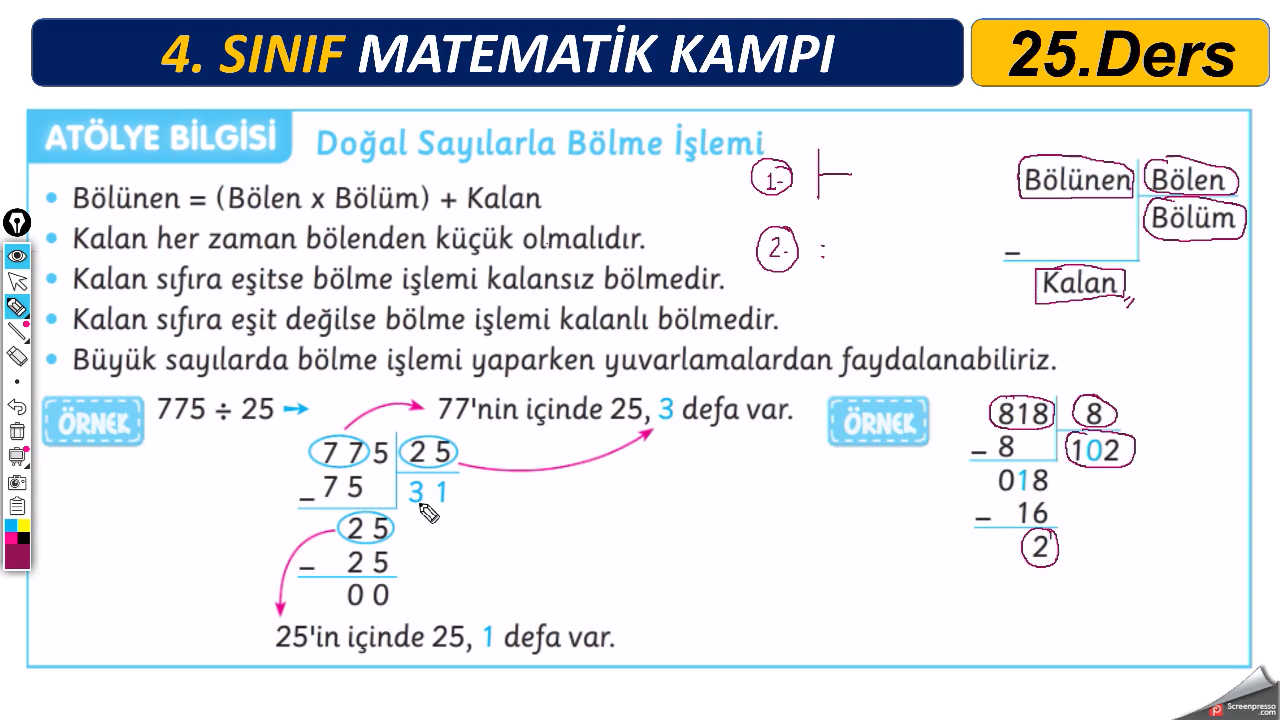 4. SINIF MATEMATİK KAMPI
25.Ders
ATÖLYE BİLGİSİ
Doğal Sayılarla Bölme İşlemi
• Bölünen = (Bölen x Bölüm) + Kalan
• Kalan her zaman bölenden küçük olmalıdır.
• Kalan sıfıra eşitse bölme işlemi kalansız bölmedir.
• Kalan sıfıra eşit değilse bölme işlemi kalanlı bölmedir.
• Büyük sayılarda bölme işlemi yaparken yuvarlamalardan faydalanabiliriz.
1-
2- :
Bölünen Bölen
Bölüm
–
Kalan
ÖRNEK
775 ÷ 25 ➙
77'nin içinde 25, 3 defa var.
775 25
– 75 31
25
– 25
00
25'in içinde 25, 1 defa var.
ÖRNEK
818 8
– 8 102
018
– 16
2
Screenpresso
.com